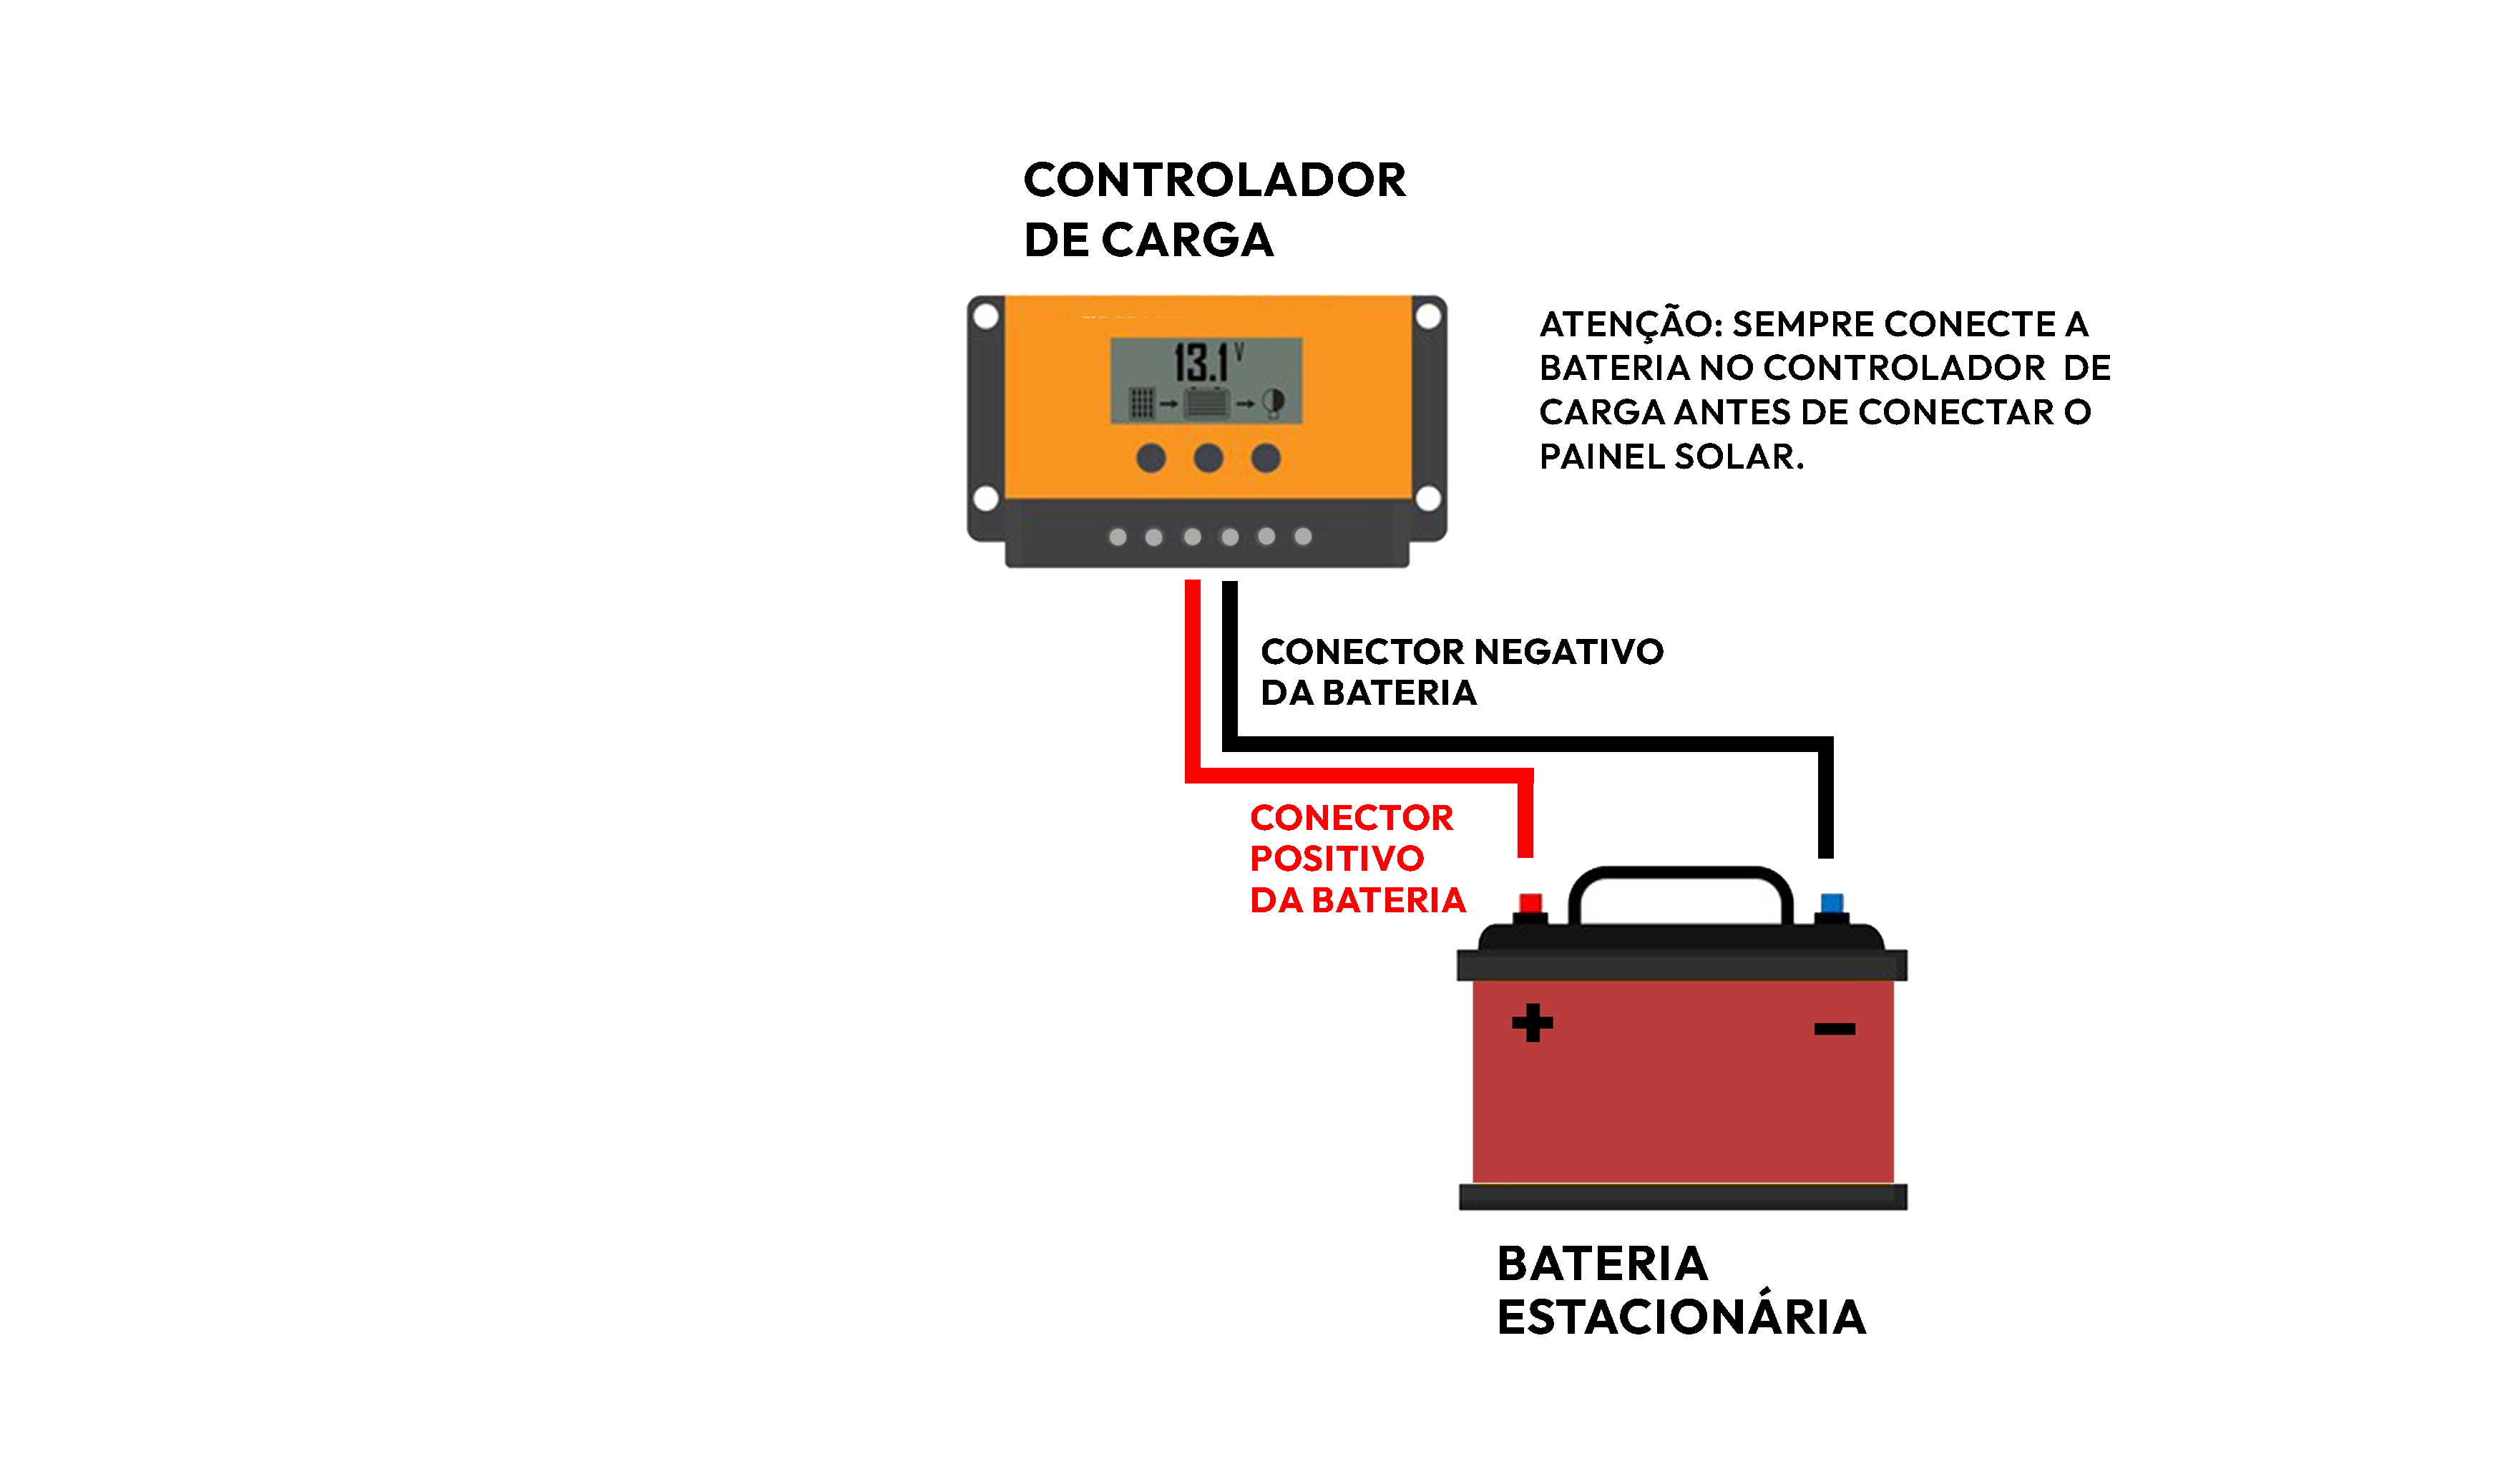 CONTROLADOR
DE CARGA
13.1 V
ATENÇÃO: SEMPRE CONECTE A
BATERIA NO CONTROLADOR DE
CARGA ANTES DE CONECTAR O
PAINEL SOLAR.
CONECTOR NEGATIVO
DA BATERIA
CONECTOR
POSITIVO
DA BATERIA
+ −
BATERIA
ESTACIONÁRIA